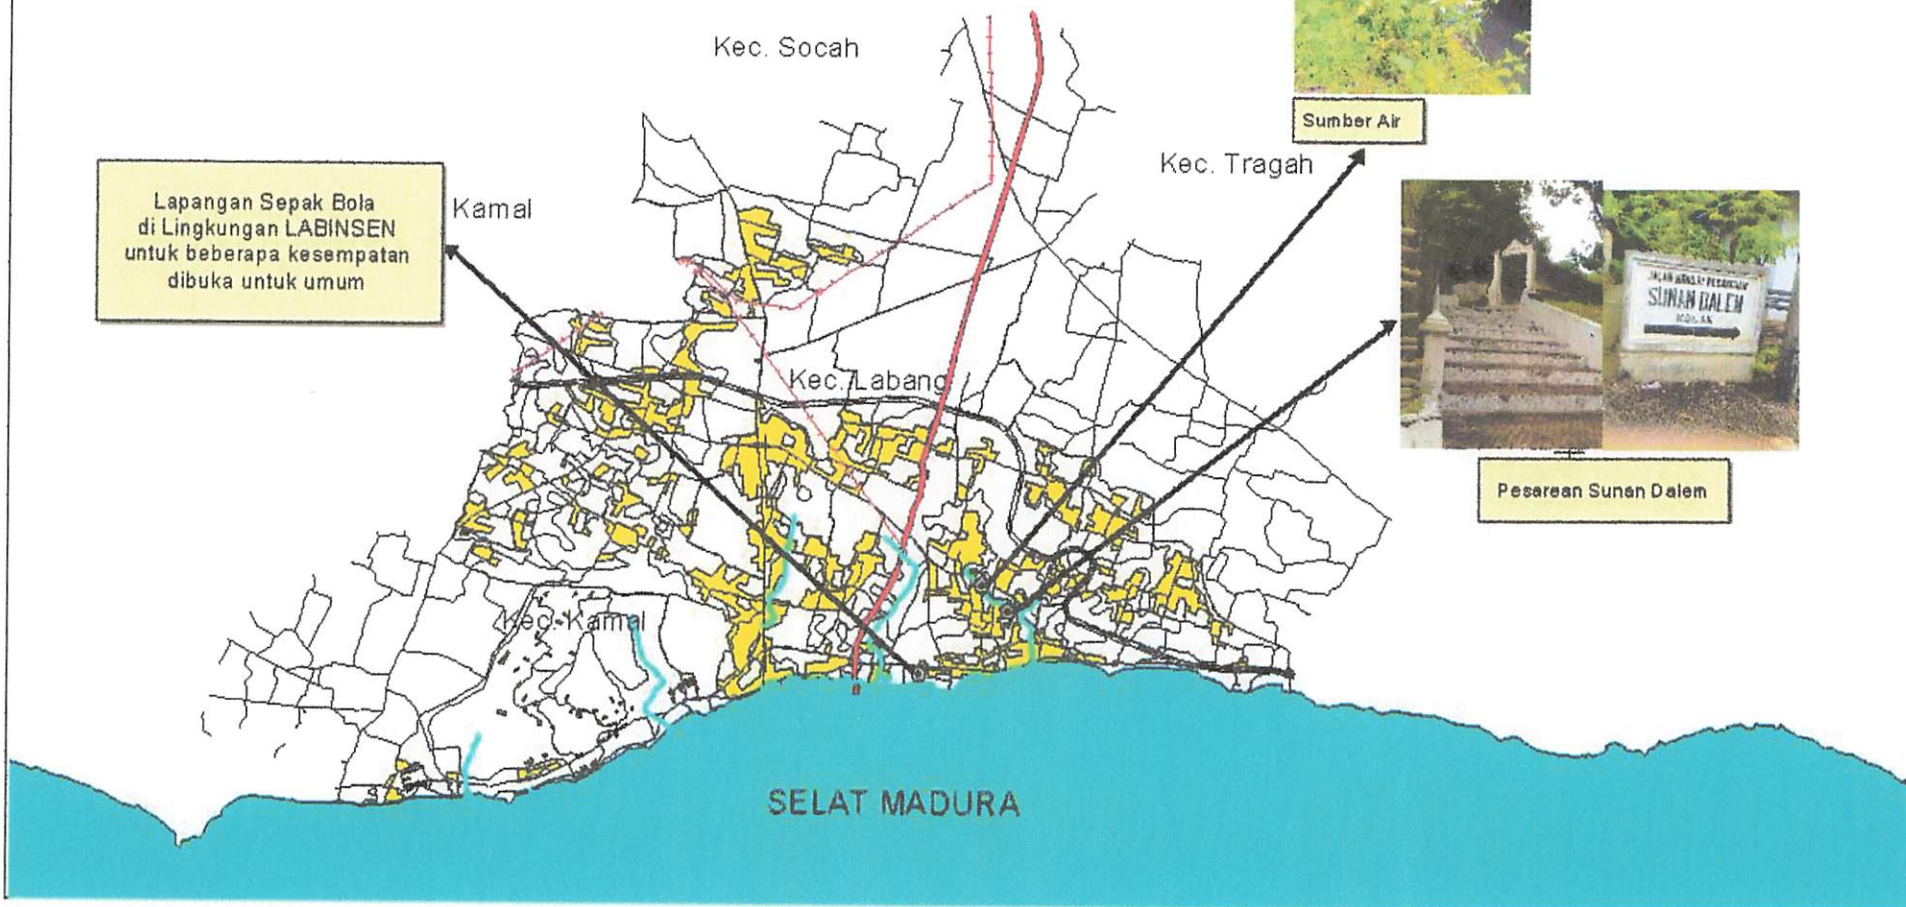 Kec. Socah
Sumber Air
Kec. Tragah
Lapangan Sepak Bola
di Lingkungan LABINSEN
untuk beberapa kesempatan
dibuka untuk umum
Kamal
SUNAN DALEM
Kec. Labang
Pesarean Sunan Dalem
Kec. Kamal
SELAT MADURA